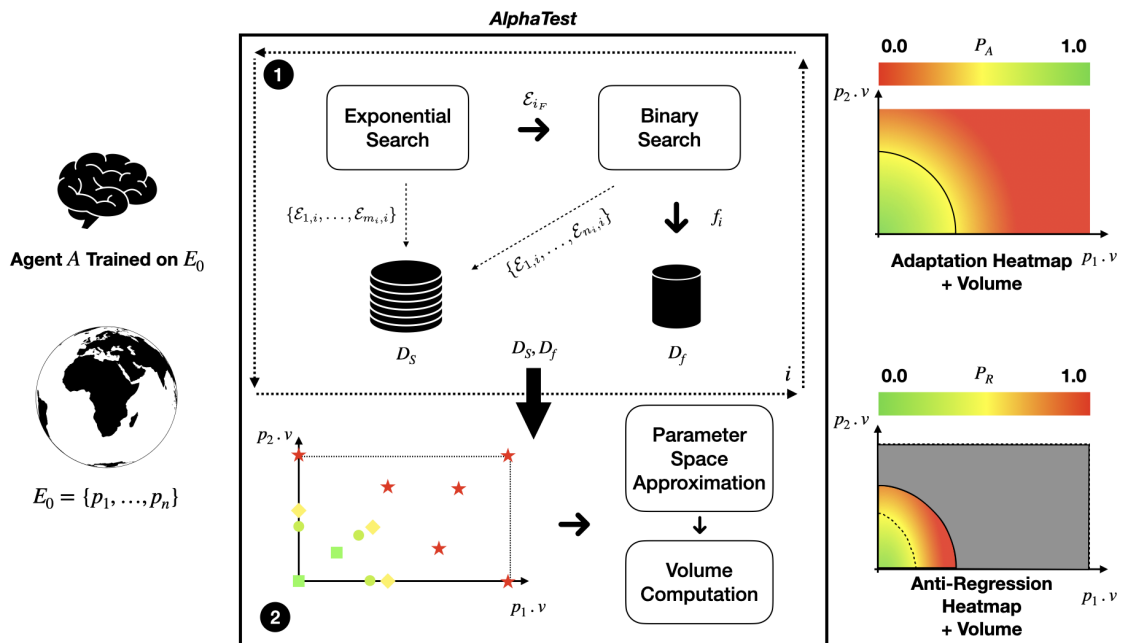 AlphaTest
1
Exponential
Search
ℰ_{i_F}
Binary
Search
{ℰ_{1,i}, . . . , ℰ_{m_i,i}}
{ℰ_{1,i}, . . . , ℰ_{n_i,i}}
f_i
D_S
D_f
D_S, D_f
i
Agent A Trained on E_0
E_0 = {p_1, …, p_n}
p_2 . v
p_1 . v
2
Parameter
Space
Approximation
Volume
Computation
0.0 P_A 1.0
p_2 . v
p_1 . v
Adaptation Heatmap
+ Volume
0.0 P_R 1.0
p_2 . v
p_1 . v
Anti-Regression
Heatmap
+ Volume